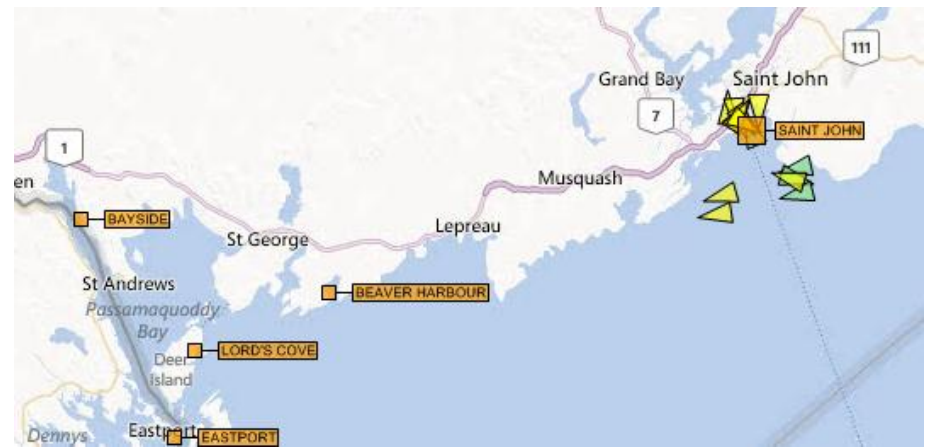 111
Grand Bay
Saint John
7
SAINT JOHN
1
en
Musquash
BAYSIDE
St George
Lepreau
St Andrews
BEAVER HARBOUR
Passamaquoddy
Bay
LORD'S COVE
Deer
Island
Dennys
Eastport
EASTPORT